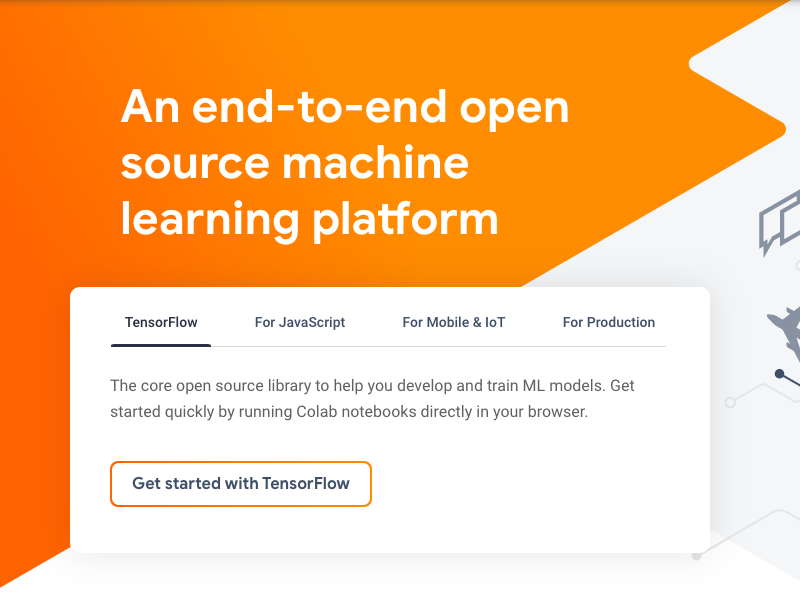 An end-to-end open
source machine
learning platform
TensorFlow
For JavaScript
For Mobile & IoT
For Production
The core open source library to help you develop and train ML models. Get
started quickly by running Colab notebooks directly in your browser.
Get started with TensorFlow